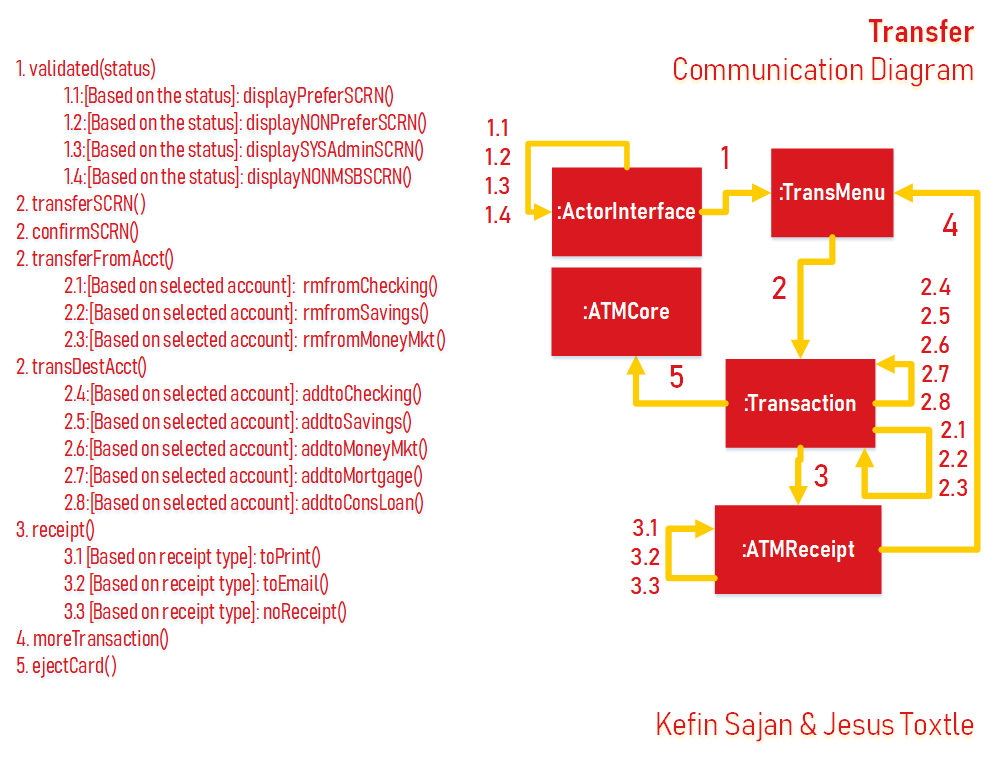 Transfer
Communication Diagram
1. validated(status)
1.1:[Based on the status]: displayPreferSCRN()
1.2:[Based on the status]: displayNONPreferSCRN()
1.3:[Based on the status]: displaySYSAdminSCRN()
1.4:[Based on the status]: displayNONMSBSCRN()
2. transferSCRN()
2. confirmSCRN()
2. transferFromAcct()
2.1:[Based on selected account]: rmfromChecking()
2.2:[Based on selected account]: rmfromSavings()
2.3:[Based on selected account]: rmfromMoneyMkt()
2. transDestAcct()
2.4:[Based on selected account]: addtoChecking()
2.5:[Based on selected account]: addtoSavings()
2.6:[Based on selected account]: addtoMoneyMkt()
2.7:[Based on selected account]: addtoMortgage()
2.8:[Based on selected account]: addtoConsLoan()
3. receipt()
3.1 [Based on receipt type]: toPrint()
3.2 [Based on receipt type]: toEmail()
3.3 [Based on receipt type]: noReceipt()
4. moreTransaction()
5. ejectCard()
1.1
1.2
1.3
1.4
:ActorInterface
1
:TransMenu
4
:ATMCore
2
5
:Transaction
2.4
2.5
2.6
2.7
2.8
2.1
2.2
2.3
3
3.1
3.2
3.3
:ATMReceipt
Kefin Sajan & Jesus Toxtle